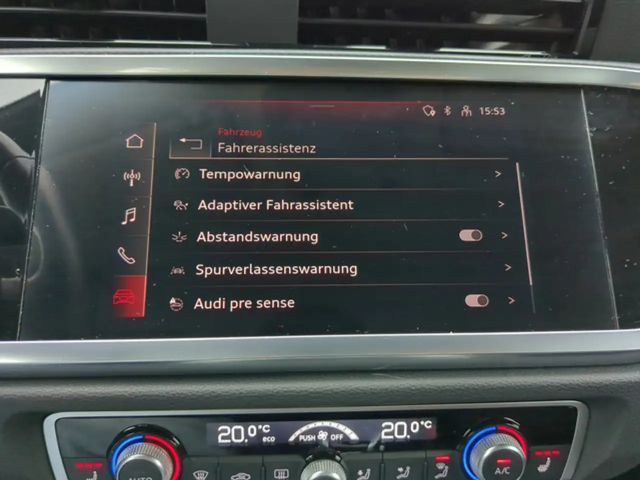 15:53
Fahrzeug
Fahrerassistenz
Tempowarnung
Adaptiver Fahrassistent
Abstandswarnung
Spurverlassenswarnung
Audi pre sense
20.0°C
eco
PUSH OFF
20.0°C
AUTO
A/C